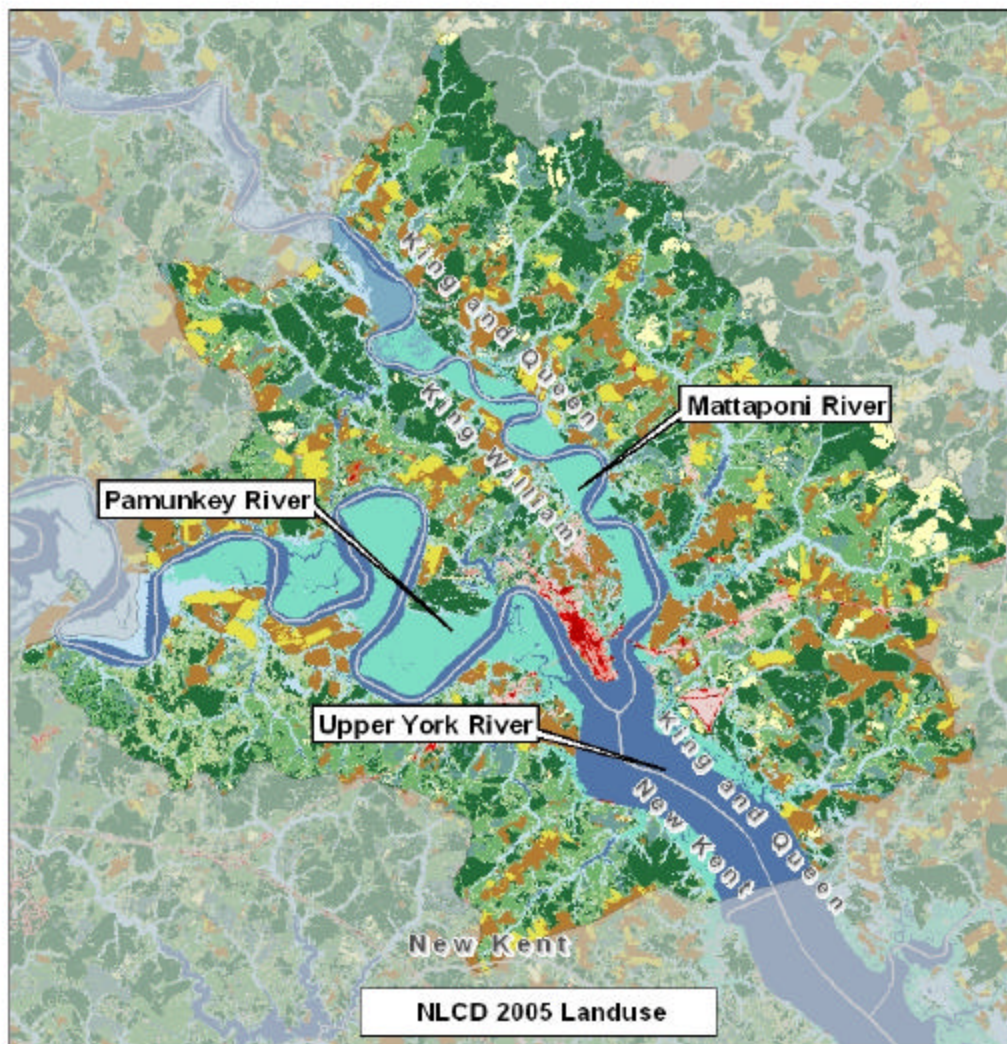 King and Queen
King William
Mattaponi River
Pamunkey River
Upper York River
King and Queen
New Kent
New Kent
NLCD 2005 Landuse